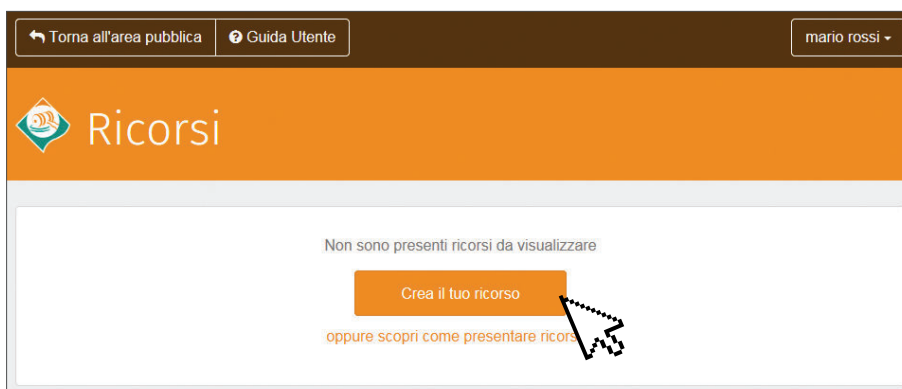 Torna all'area pubblica Guida Utente mario rossi
Ricorsi
Non sono presenti ricorsi da visualizzare
Crea il tuo ricorso
oppure scopri come presentare